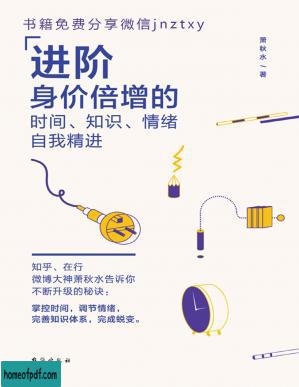 书籍免费分享微信jnztxy
萧秋水/著
「进阶
身价倍增的
时间、知识、情绪
自我精进
知乎、在行
微博大神萧秋水告诉你
不断升级的秘诀：
掌控时间，调节情绪，
完善知识体系，完成蜕变。
homeofpdf.com